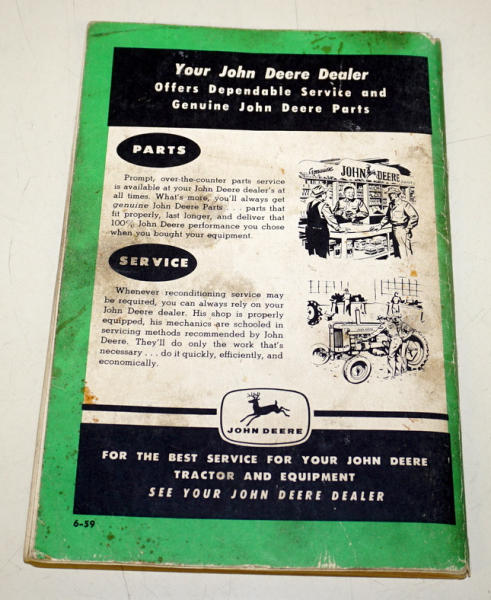 Your John Deere Dealer
Offers Dependable Service and
Genuine John Deere Parts
PARTS
Prompt, over-the-counter parts service
is available at your John Deere dealer's at
all times. What's more, you'll always get
genuine John Deere Parts . . . parts that
fit properly, last longer, and deliver that
100% John Deere performance you chose
when you bought your equipment.
Genuine JOHN DEERE
SERVICE
Whenever reconditioning service may
be required, you can always rely on your
John Deere dealer. His shop is properly
equipped, his mechanics are schooled in
servicing methods recommended by John
Deere. They'll do only the work that's
necessary . . . do it quickly, efficiently, and
economically.
JOHN DEERE
FOR THE BEST SERVICE FOR YOUR JOHN DEERE
TRACTOR AND EQUIPMENT
SEE YOUR JOHN DEERE DEALER
6-59